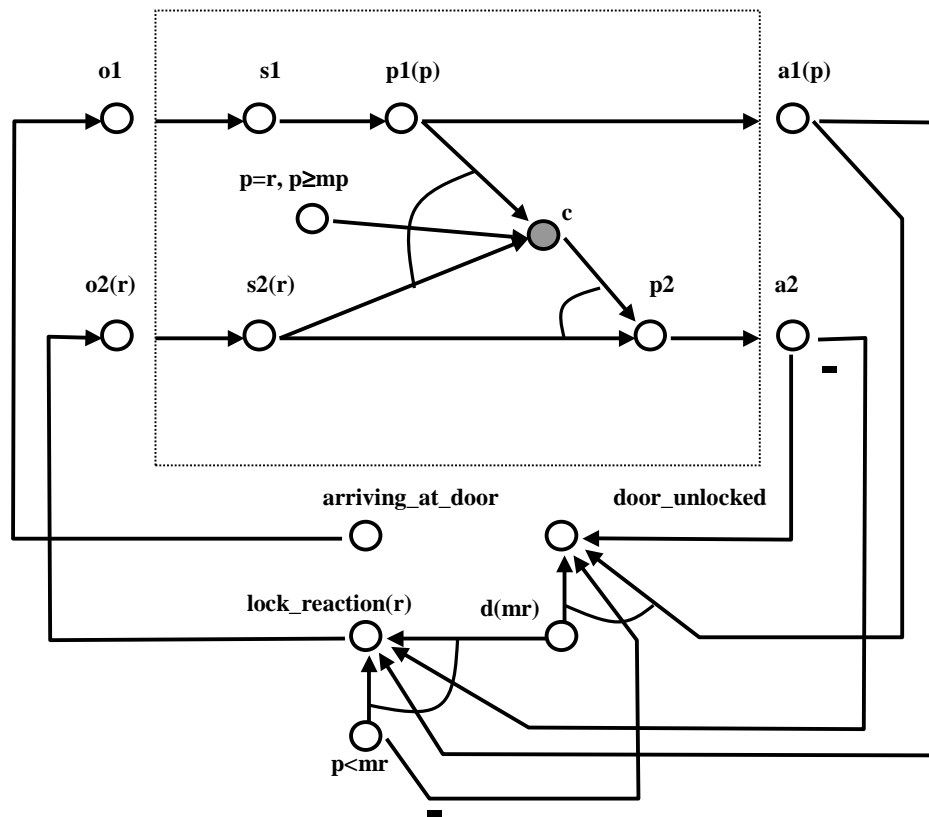 o1 s1 p1(p) a1(p)
p=r, p≥mp
c
o2(r) s2(r) p2 a2
-
arriving_at_door door_unlocked
lock_reaction(r) d(mr)
p<mr
-